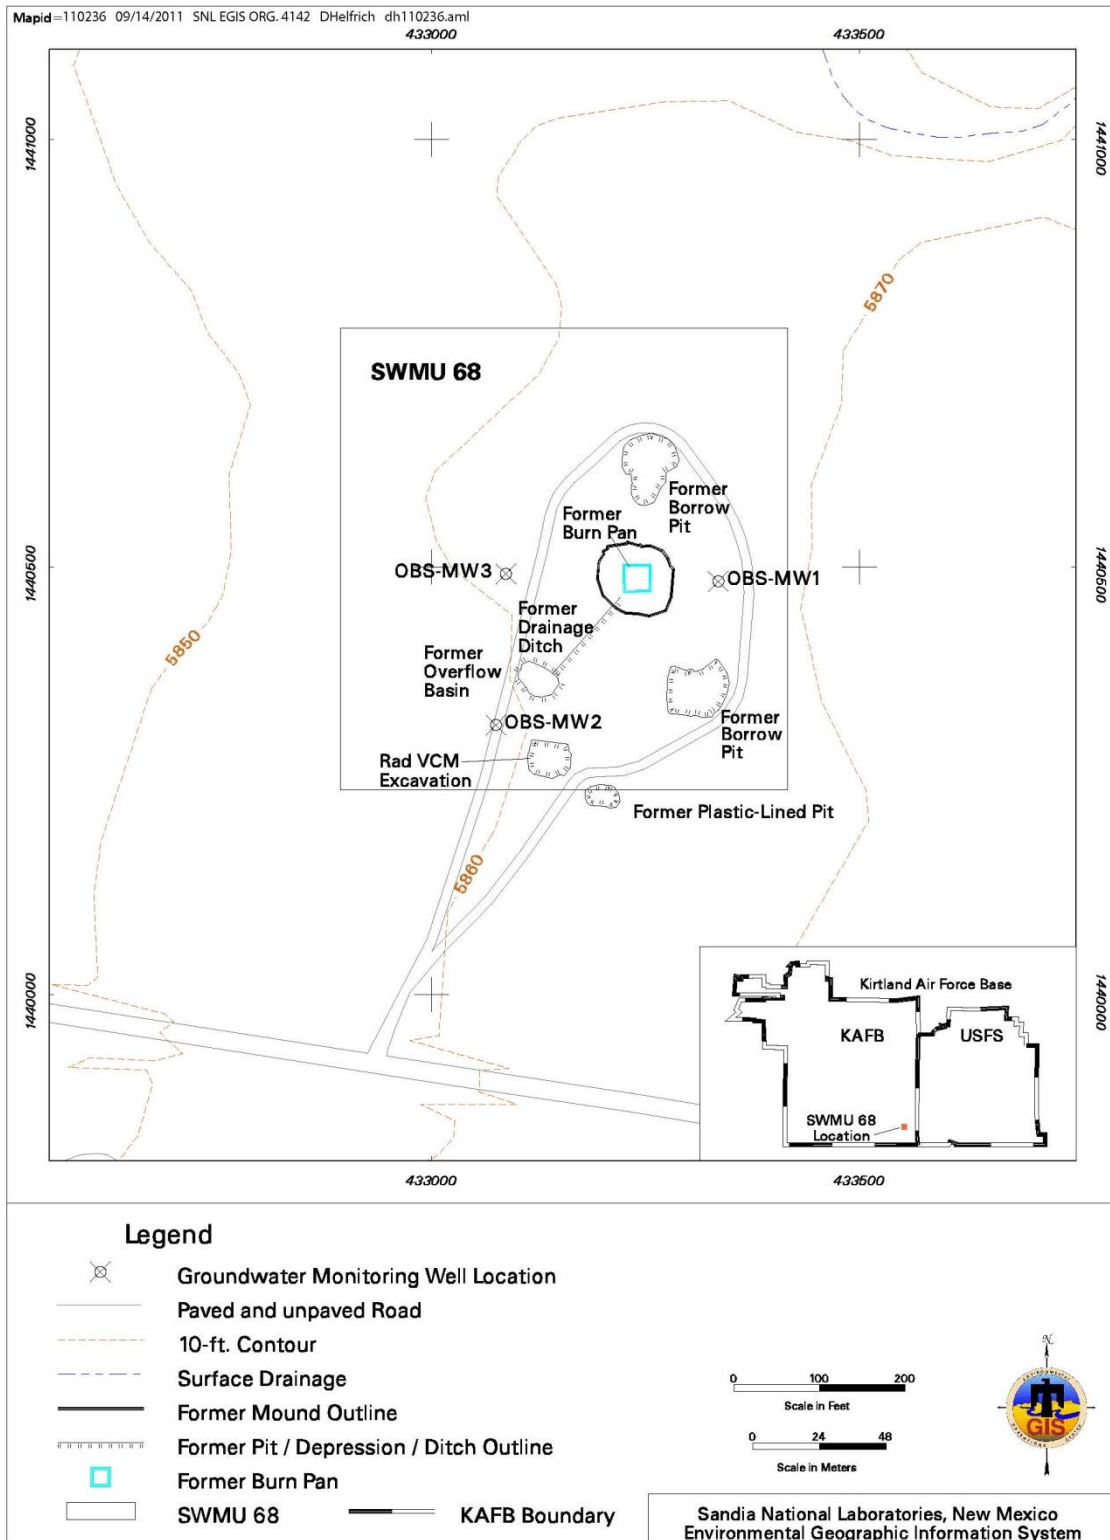 Mapid=110236 09/14/2011 SNL EGIS ORG. 4142 DHelfrich dh110236.aml
433000
433500
1441000
1441000
5870
SWMU 68
Former
Borrow
Pit
Former
Burn Pan
1440500
1440500
OBS-MW3
OBS-MW1
Former
Drainage
Ditch
5850
Former
Overflow
Basin
OBS-MW2
Former
Borrow
Pit
Rad VCM
Excavation
Former Plastic-Lined Pit
5860
1440000
1440000
Kirtland Air Force Base
KAFB
USFS
SWMU 68
Location
433000
433500
Legend
Groundwater Monitoring Well Location
Paved and unpaved Road
10-ft. Contour
Surface Drainage
Former Mound Outline
Former Pit / Depression / Ditch Outline
Former Burn Pan
SWMU 68
KAFB Boundary
0 100 200
Scale in Feet
0 24 48
Scale in Meters
N
GIS
Sandia National Laboratories, New Mexico
Environmental Geographic Information System